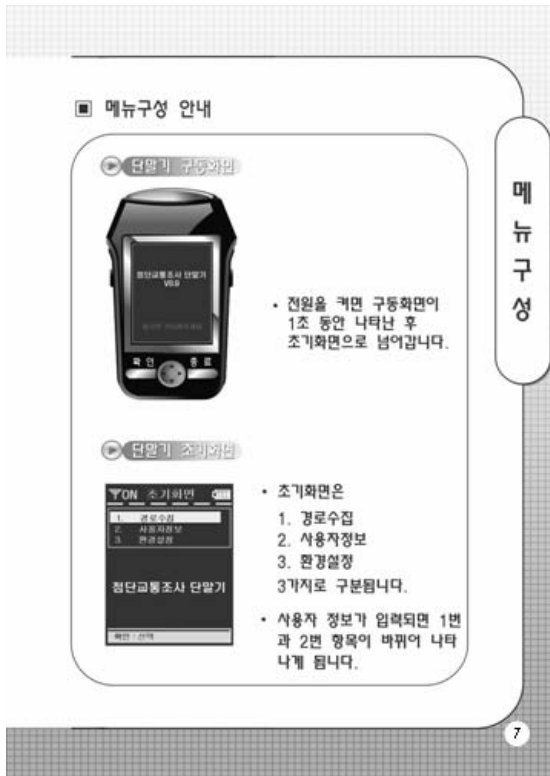 ▣ 메뉴구성 안내
단말기 구동화면
첨단교통조사 단말기
V0.9
확인
종료
• 전원을 켜면 구동화면이
1초 동안 나타난 후
초기화면으로 넘어갑니다.
단말기 초기화면
ON 초기화면
1. 경로수집
2. 사용자정보
3. 환경설정
첨단교통조사 단말기
확인 : 선택
• 초기화면은
1. 경로수집
2. 사용자정보
3. 환경설정
3가지로 구분됩니다.
• 사용자 정보가 입력되면 1번
과 2번 항목이 바뀌어 나타
나게 됩니다.
메
뉴
구
성
7